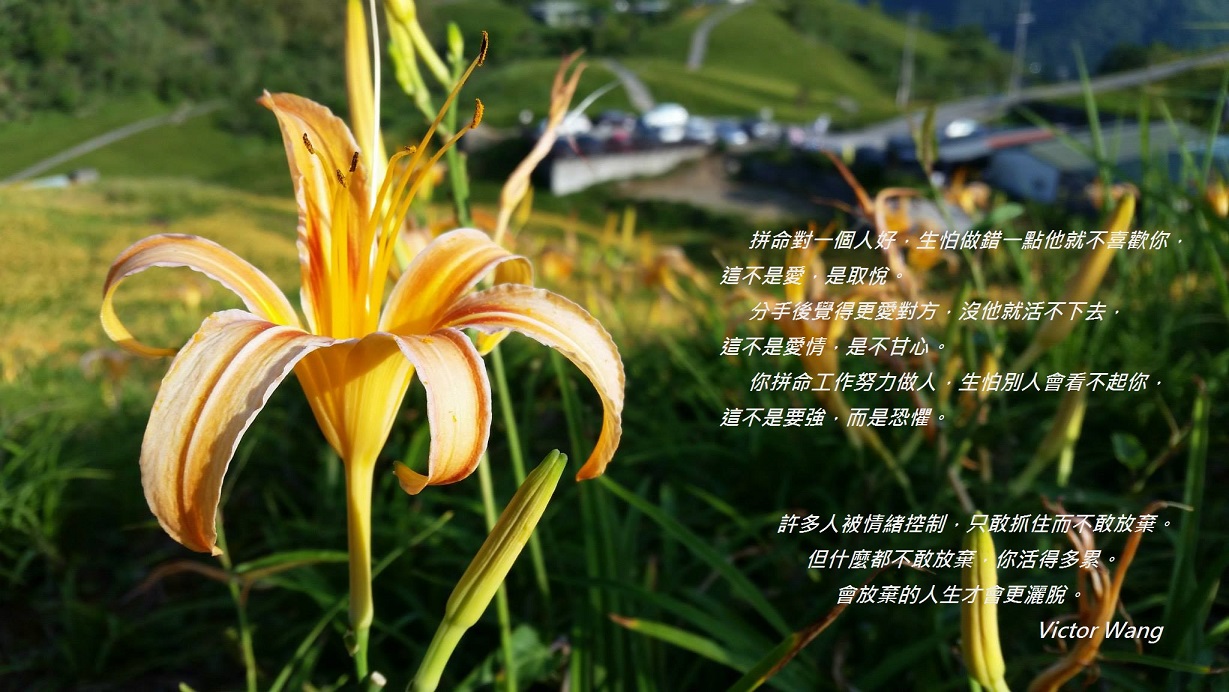 拼命對一個人好，生怕做錯一點他就不喜歡你，
這不是愛，是取悅。
分手後覺得更愛對方，沒他就活不下去，
這不是愛情，是不甘心。
你拼命工作努力做人，生怕別人會看不起你，
這不是要強，而是恐懼。
許多人被情緒控制，只敢抓住而不敢放棄。
但什麼都不敢放棄，你活得多累。
會放棄的人生才會更灑脫。
Victor Wang